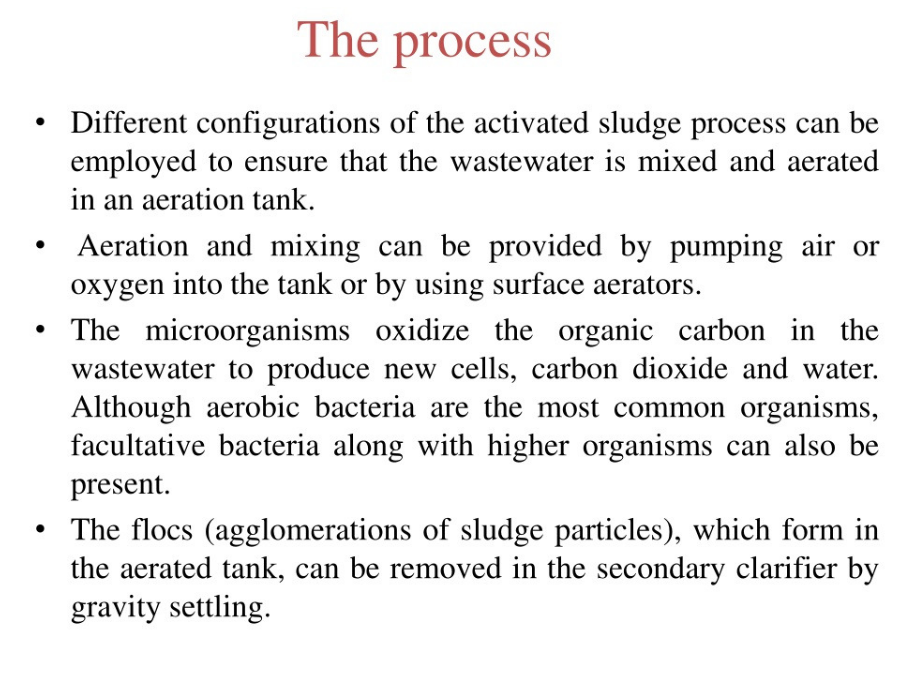 The process
• Different configurations of the activated sludge process can be
employed to ensure that the wastewater is mixed and aerated
in an aeration tank.
• Aeration and mixing can be provided by pumping air or
oxygen into the tank or by using surface aerators.
• The microorganisms oxidize the organic carbon in the
wastewater to produce new cells, carbon dioxide and water.
Although aerobic bacteria are the most common organisms,
facultative bacteria along with higher organisms can also be
present.
• The flocs (agglomerations of sludge particles), which form in
the aerated tank, can be removed in the secondary clarifier by
gravity settling.